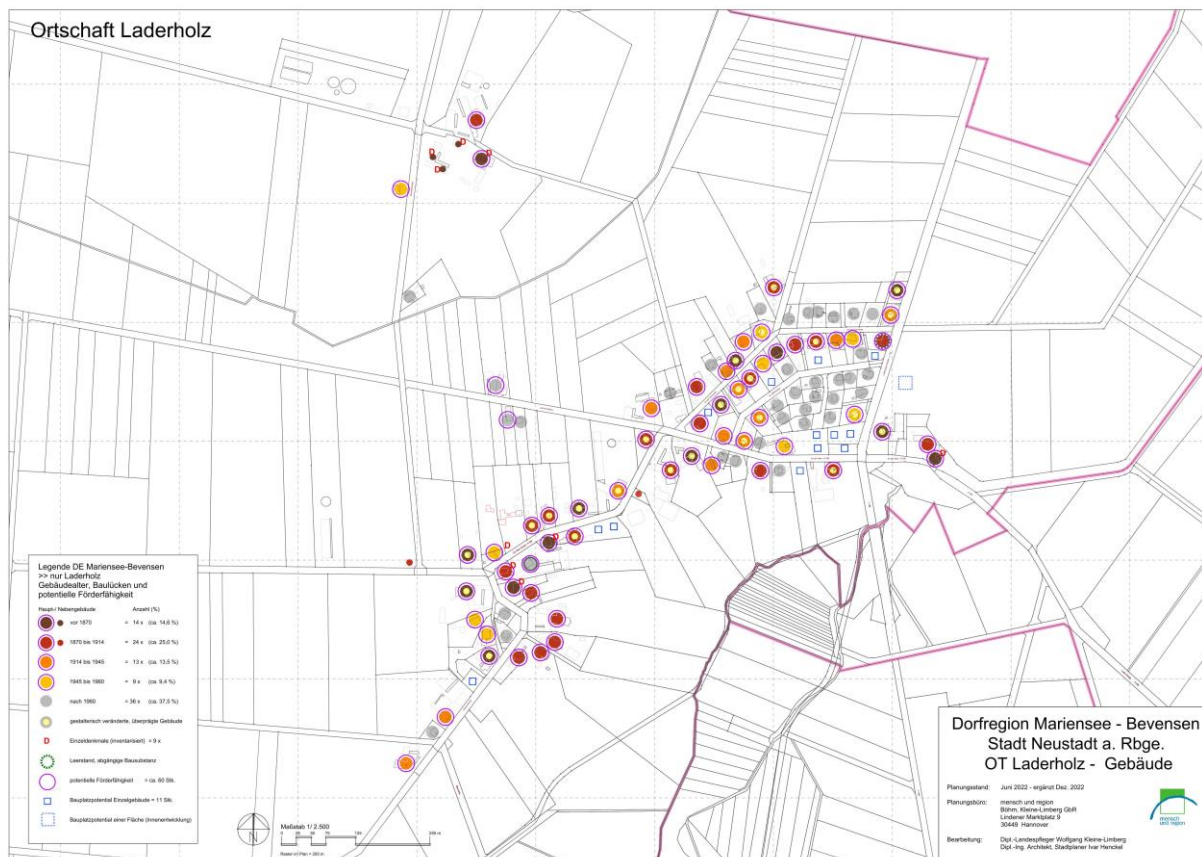 Ortschaft Laderholz
D
D
D
D
D
D
D
D
D
Legende DE Mariensee-Bevensen
>> nur Laderholz
Gebäudealter, Baulücken und
potentielle Förderfähigkeit
Haupt-/ Nebengebäude Anzahl (%)
vor 1870 = 14 x (ca. 14,6 %)
1870 bis 1914 = 24 x (ca. 25,0 %)
1914 bis 1945 = 13 x (ca. 13,5 %)
1945 bis 1960 = 9 x (ca. 9,4 %)
nach 1960 = 36 x (ca. 37,5 %)
gestalterisch veränderte, überprägte Gebäude
D Einzeldenkmale (inventarisiert) = 9 x
Leerstand, abgängige Bausubstanz
potentielle Förderfähigkeit = ca. 60 Stk.
Bauplatzpotential Einzelgebäude = 11 Stk.
Bauplatzpotential einer Fläche (Innenentwicklung)
N
Maßstab 1/ 2.500
Dorfregion Mariensee - Bevensen
Stadt Neustadt a. Rbge.
OT Laderholz - Gebäude
Planungsstand: Juni 2022 - ergänzt Dez. 2022
Planungsbüro: mensch und region
Böhm, Kleine-Limberg GbR
Lindener Marktplatz 9
30449 Hannover
Bearbeitung: Dipl.-Landespfleger Wolfgang Kleine-Limberg
Dipl.-Ing. Architekt, Stadtplaner Ivar Henckel
mensch
und region